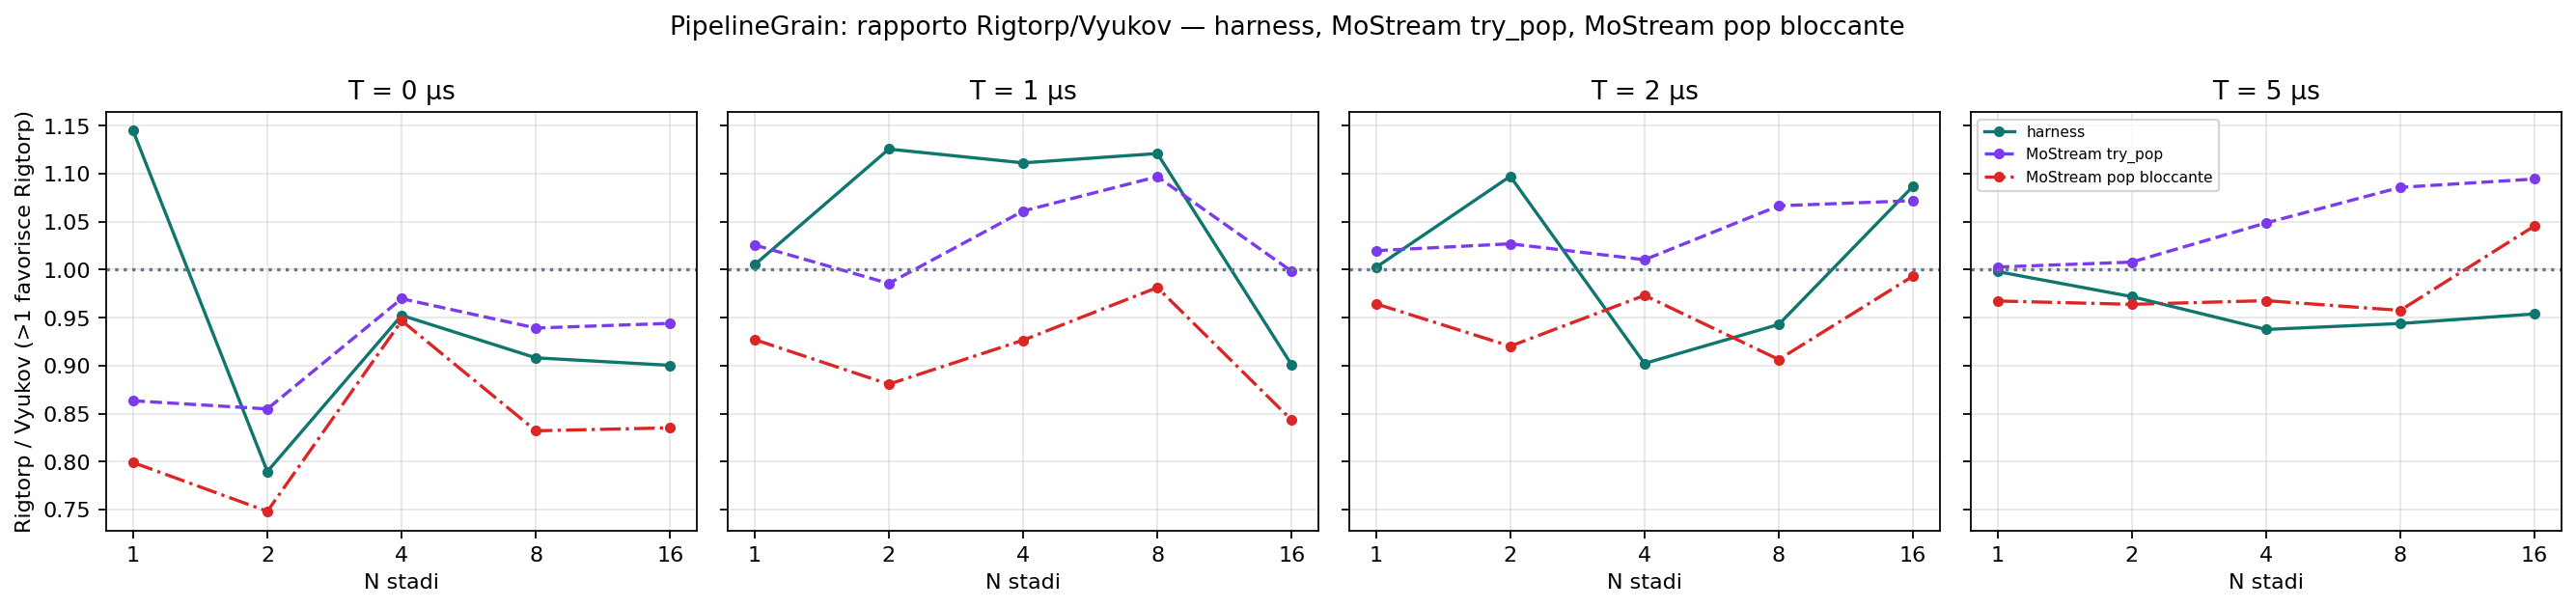 PipelineGrain: rapporto Rigtorp/Vyukov — harness, MoStream try_pop, MoStream pop bloccante
T = 0 µs
T = 1 µs
T = 2 µs
T = 5 µs
Rigtorp / Vyukov (>1 favorisce Rigtorp)
1.15
1.10
1.05
1.00
0.95
0.90
0.85
0.80
0.75
harness
MoStream try_pop
MoStream pop bloccante
1 2 4 8 16
1 2 4 8 16
1 2 4 8 16
1 2 4 8 16
N stadi
N stadi
N stadi
N stadi